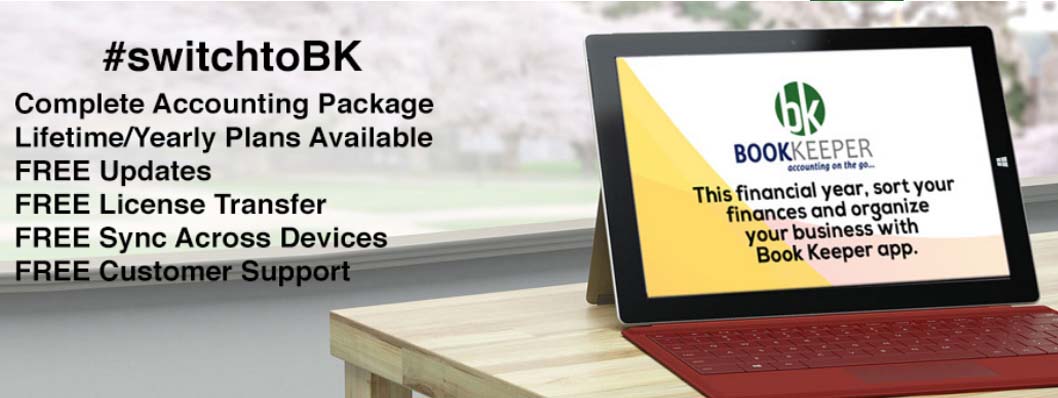 #switchtoBK
Complete Accounting Package
Lifetime/Yearly Plans Available
FREE Updates
FREE License Transfer
FREE Sync Across Devices
FREE Customer Support
bk
BOOKKEEPER
accounting on the go...
This financial year, sort your
finances and organize
your business with
Book Keeper app.